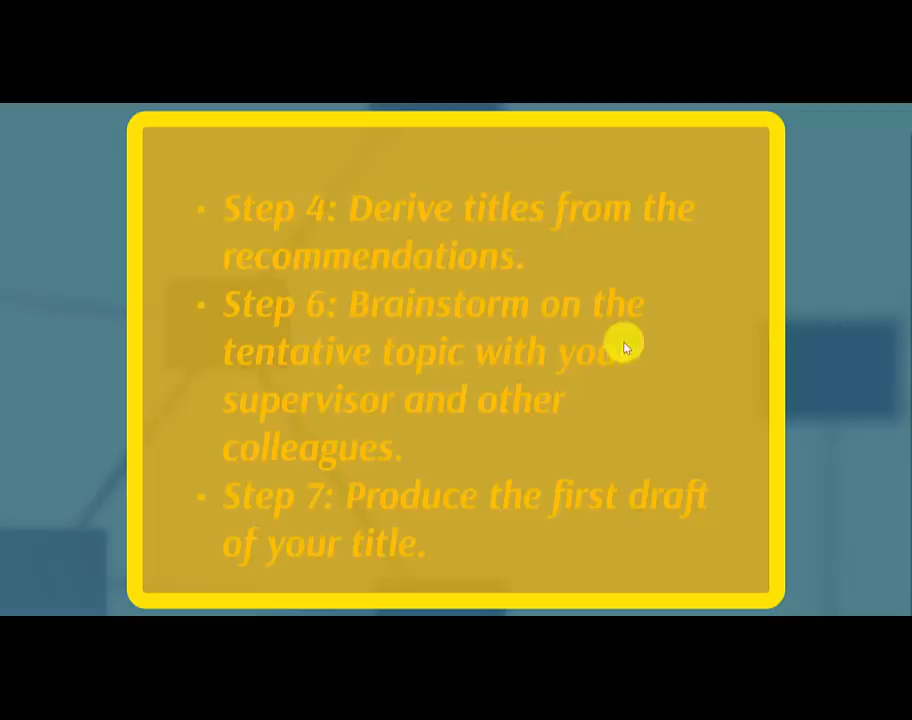 • Step 4: Derive titles from the
recommendations.
• Step 6: Brainstorm on the
tentative topic with you
supervisor and other
colleagues.
• Step 7: Produce the first draft
of your title.